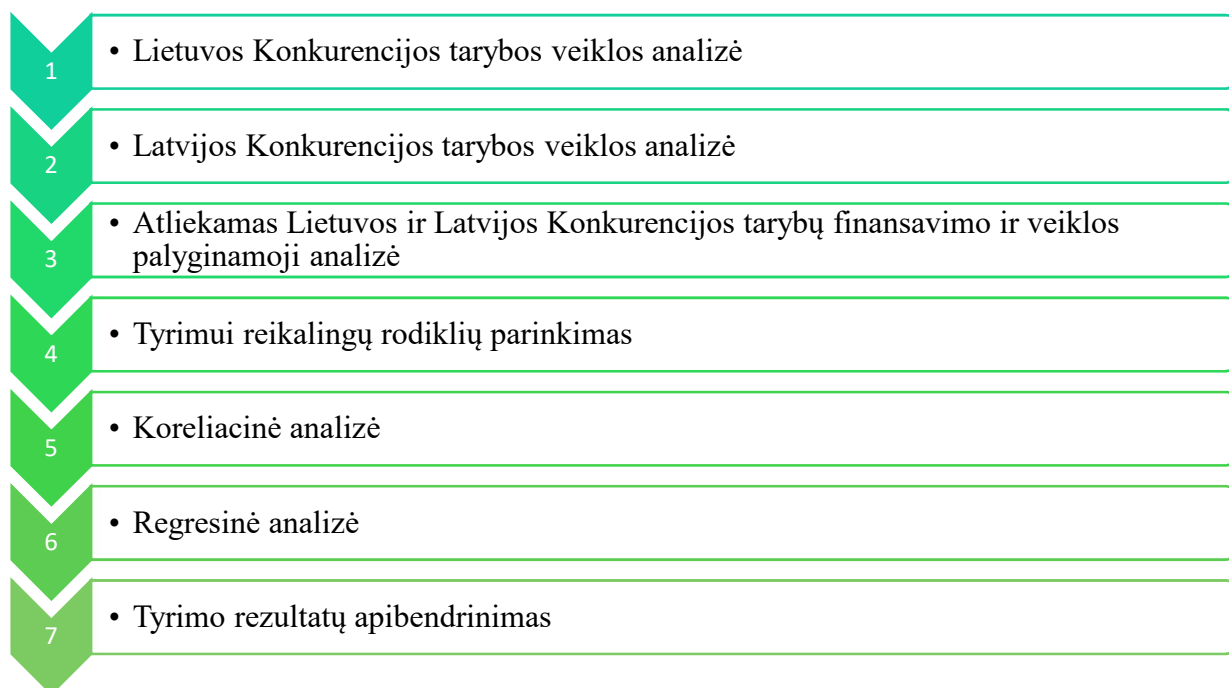 1
• Lietuvos Konkurencijos tarybos veiklos analizė
2
• Latvijos Konkurencijos tarybos veiklos analizė
3
• Atliekamas Lietuvos ir Latvijos Konkurencijos tarybų finansavimo ir veiklos
palyginamoji analizė
4
• Tyrimui reikalingų rodiklių parinkimas
5
• Koreliacinė analizė
6
• Regresinė analizė
7
• Tyrimo rezultatų apibendrinimas